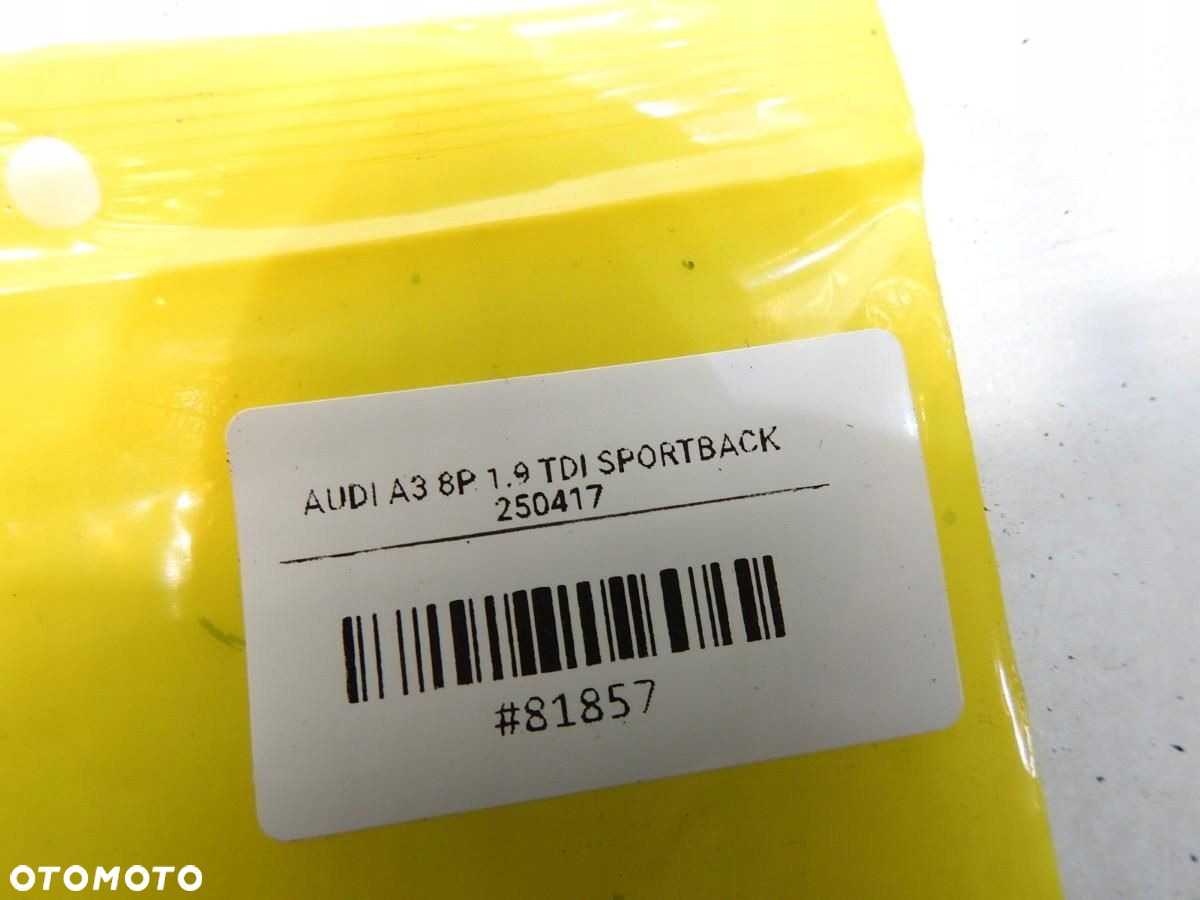 AUDI A3 8P 1.9 TDI SPORTBACK
250417
#81857
OTOMOTO